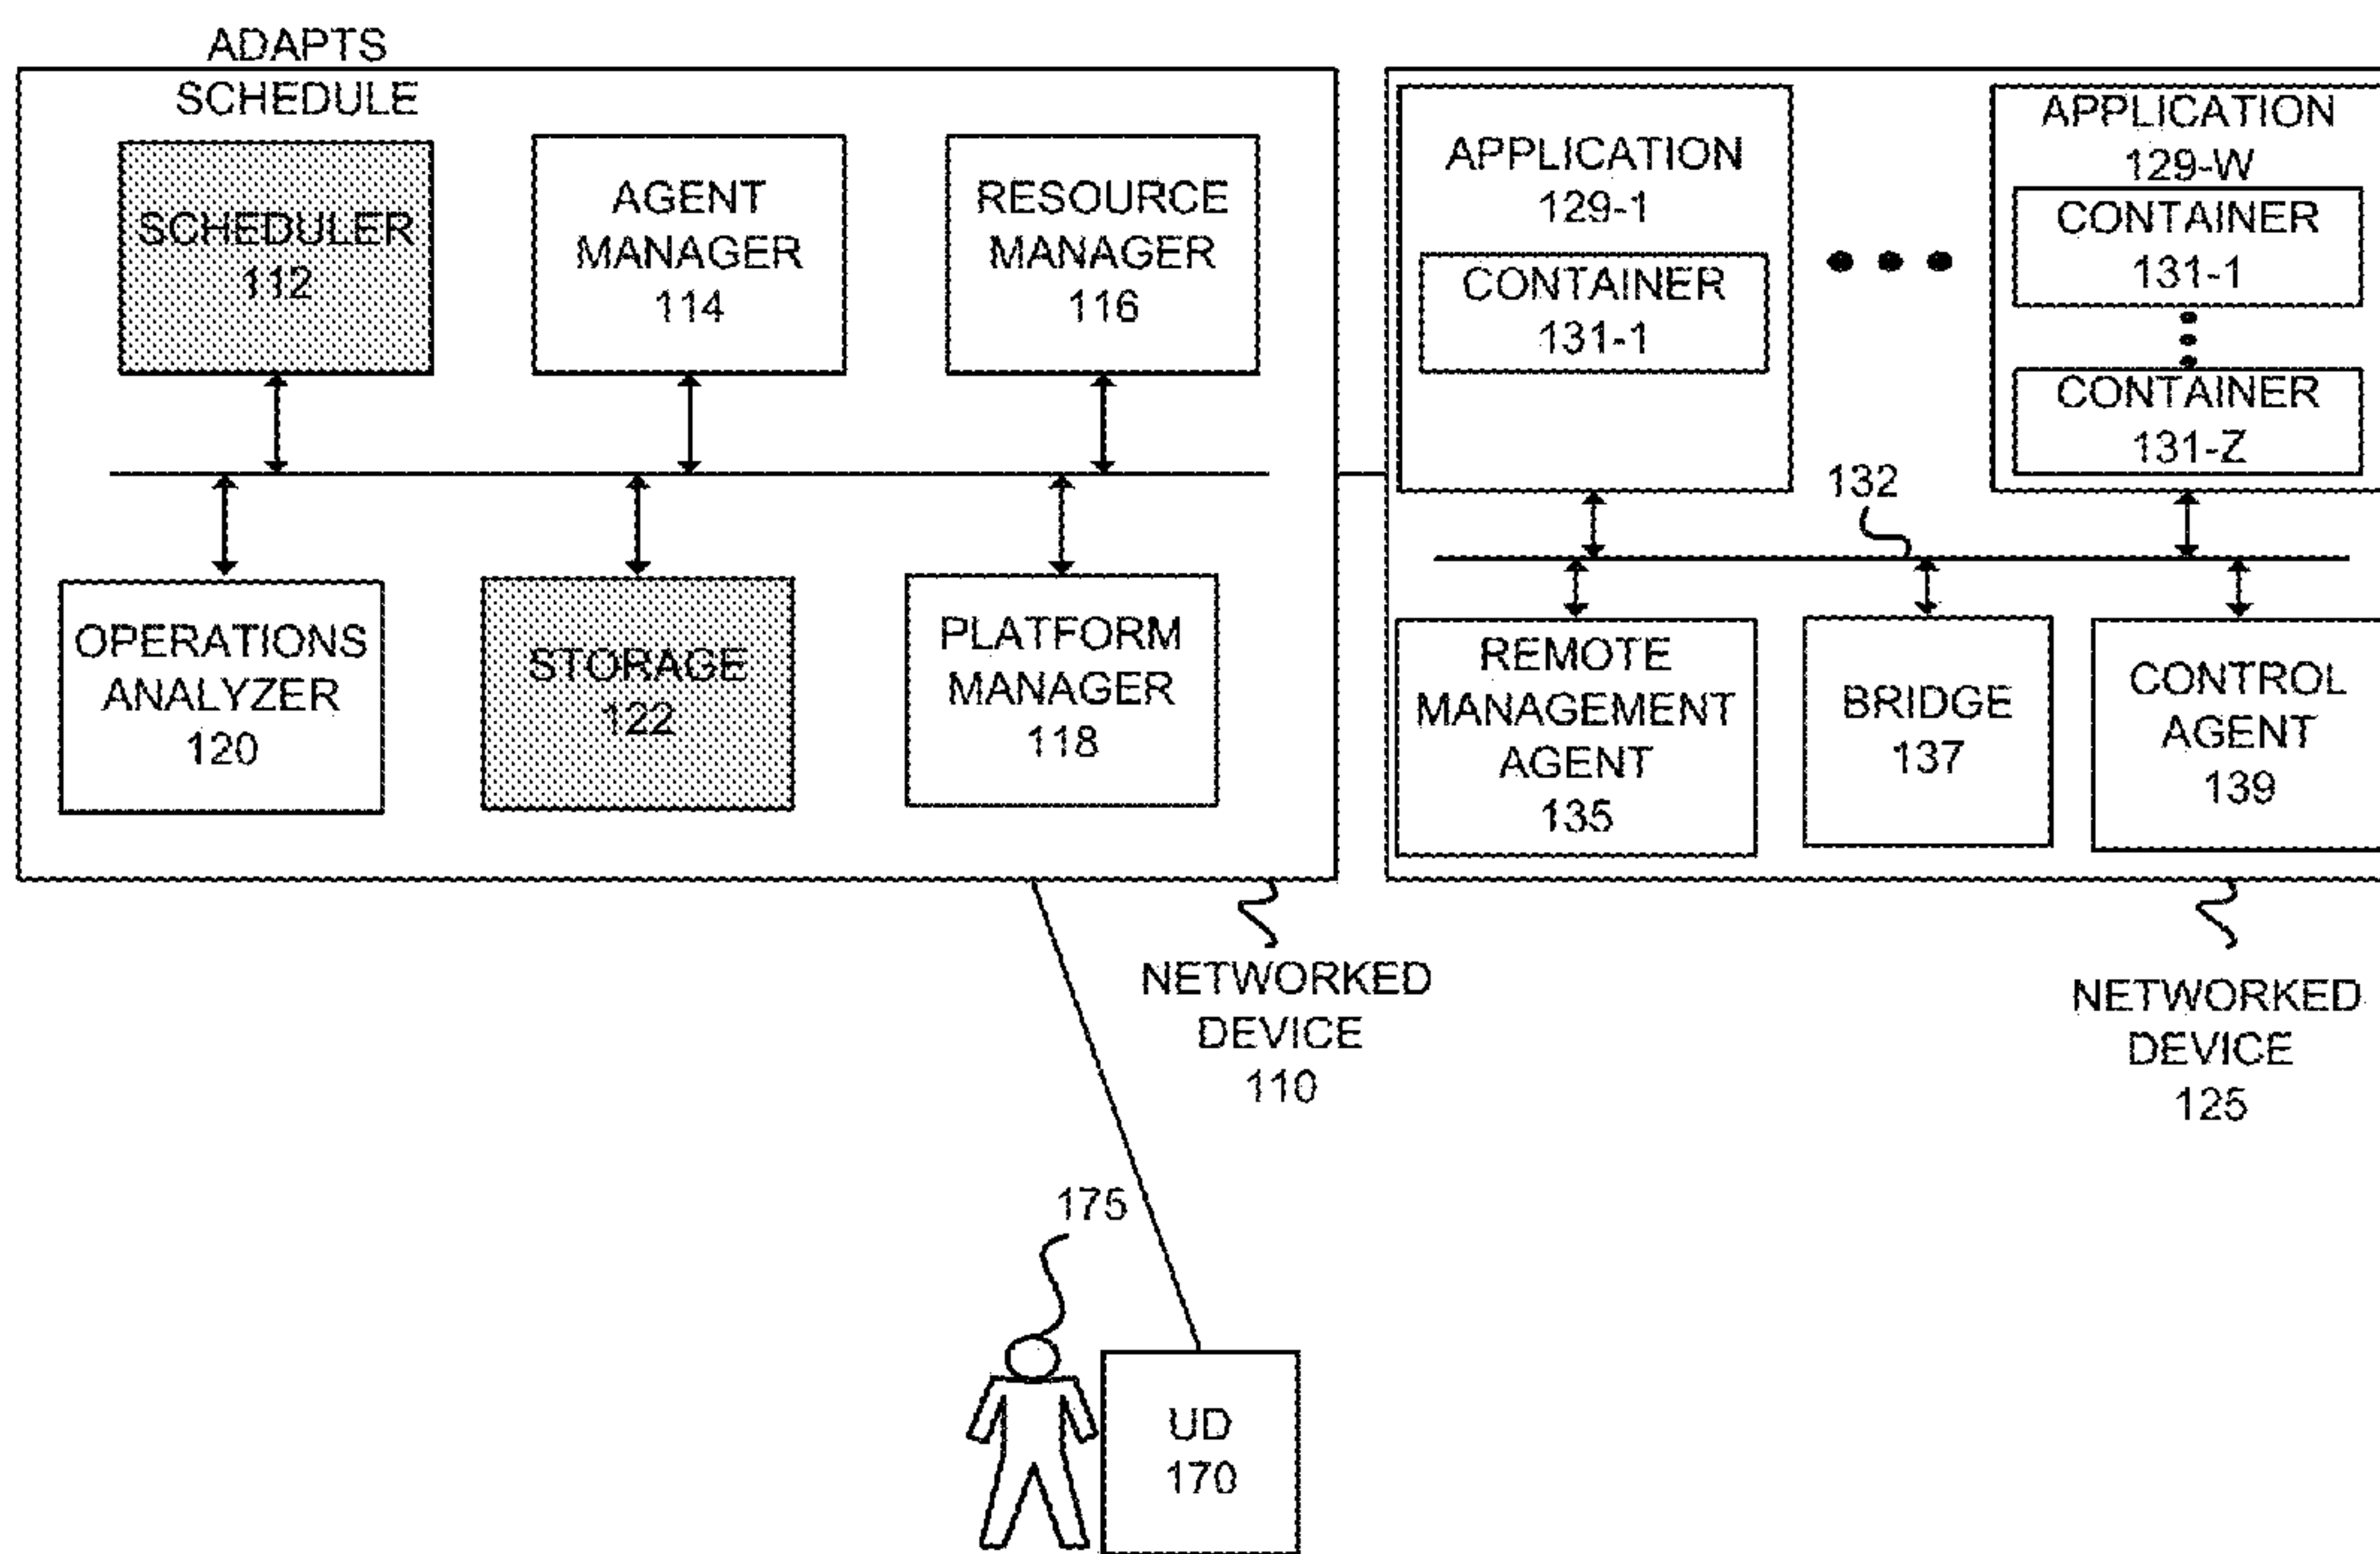 ADAPTS
SCHEDULE
SCHEDULER
112
AGENT
MANAGER
114
RESOURCE
MANAGER
116
OPERATIONS
ANALYZER
120
STORAGE
122
PLATFORM
MANAGER
118
APPLICATION
129-1
CONTAINER
131-1
APPLICATION
129-W
CONTAINER
131-1
CONTAINER
131-Z
132
REMOTE
MANAGEMENT
AGENT
135
BRIDGE
137
CONTROL
AGENT
139
NETWORKED
DEVICE
110
NETWORKED
DEVICE
125
175
UD
170